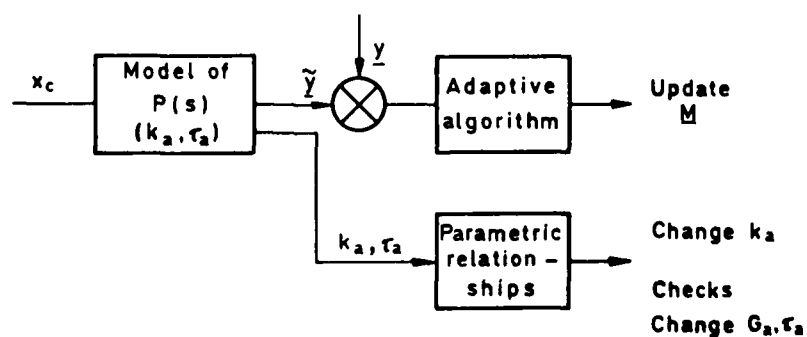 y
x_c
Model of
P(s)
(k_a, τ_a)
ỹ
Adaptive
algorithm
Update
M
k_a, τ_a
Parametric
relation -
ships
Change k_a
Checks
Change G_a, τ_a